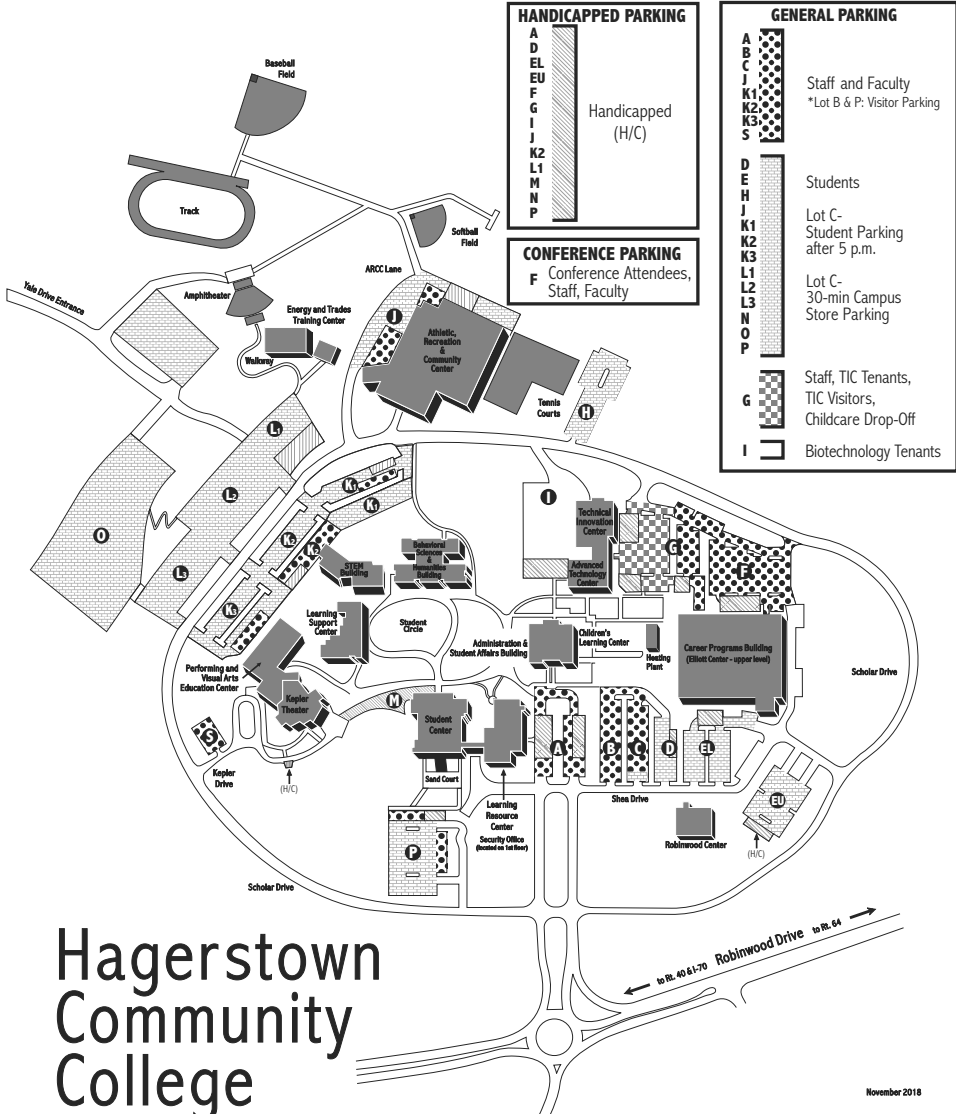 HANDICAPPED PARKING
A
D
EL
EU
F
G
I
J
K2
L1
M
N
P
Handicapped
(H/C)
CONFERENCE PARKING
F Conference Attendees,
Staff, Faculty
GENERAL PARKING
A
B
C
J
K1
K2
K3
S
Staff and Faculty
*Lot B & P: Visitor Parking
D
E
H
J
K1
K2
K3
L1
L2
L3
N
O
P
Students
Lot C-
Student Parking
after 5 p.m.
Lot C-
30-min Campus
Store Parking
G
Staff, TIC Tenants,
TIC Visitors,
Childcare Drop-Off
I
Biotechnology Tenants
Baseball
Field
Track
Softball
Field
ARCC Lane
Yale Drive Entrance
Amphitheater
Energy and Trades
Training Center
Walloray
J
Athletic,
Recreation
&
Community
Center
Tennis
Courts
H
L1
L2
L3
O
K1
K1
K2
K2
K3
I
Technical
Innovation
Center
Advanced
Technology
Center
G
F
STEM
Building
Behavioral
Sciences
&
Humanities
Building
Learning
Support
Center
Student
Circle
Administration &
Student Affairs Building
Children's
Learning Center
Heating
Plant
Career Programs Building
(Elliott Center - upper level)
Scholar Drive
Performing and
Visual Arts
Education Center
Kepler
Theater
M
Student
Center
S
Kepler
Drive
(H/C)
Sand Court
A
B
C
D
EL
EU
Shea Drive
Learning
Resource
Center
Security Office
(located on 1st floor)
Robinwood Center
(H/C)
P
Scholar Drive
to Rt. 40 & I-70 Robinwood Drive to Rt. 64
Hagerstown
Community
College
November 2018